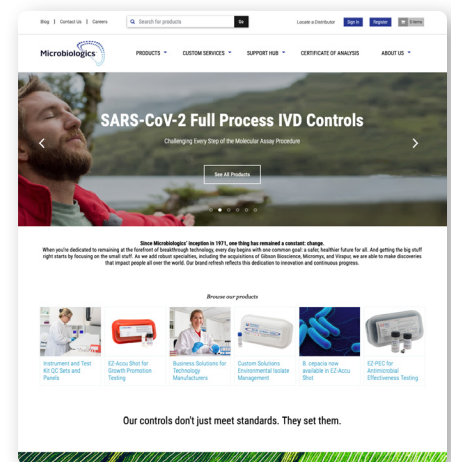 Blog | Contact Us | Careers
Search for products
Go
Locate a Distributor
Sign In
Register
0 items
Microbiologics
PRODUCTS
CUSTOM SERVICES
SUPPORT HUB
CERTIFICATE OF ANALYSIS
ABOUT US
SARS-CoV-2 Full Process IVD Controls
Challenging Every Step of the Molecular Assay Procedure
See All Products
Since Microbiologics' inception in 1971, one thing has remained a constant: change.
When you're dedicated to remaining at the forefront of breakthrough technology, every day begins with one common goal: a safer, healthier future for all. And getting the big stuff
right starts by focusing on the small stuff. As we add robust specialties, including the acquisitions of Gibson Bioscience, Micromyx, and Virapur, we are able to make discoveries
that impact people all over the world. Our brand refresh reflects this dedication to innovation and continuous progress.
Browse our products
Instrument and Test
Kit QC Sets and
Panels
EZ-Accu Shot for
Growth Promotion
Testing
Business Solutions for
Technology
Manufacturers
Custom Solutions
Environmental Isolate
Management
B. cepacia now
available in EZ-Accu
Shot
EZ-PEC for
Antimicrobial
Effectiveness Testing
Our controls don't just meet standards. They set them.